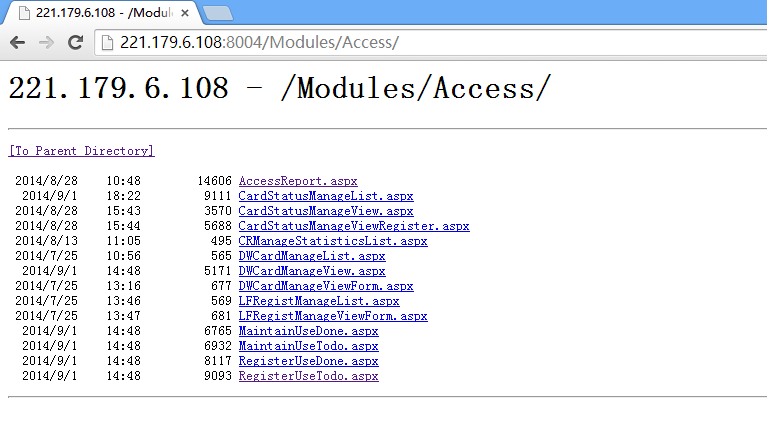 221.179.6.108 - /Modul
221.179.6.108:8004/Modules/Access/
221.179.6.108 - /Modules/Access/
[To Parent Directory]
2014/8/28 10:48 14606 AccessReport.aspx
2014/9/1 18:22 9111 CardStatusManageList.aspx
2014/8/28 15:43 3570 CardStatusManageView.aspx
2014/8/28 15:44 5688 CardStatusManageViewRegister.aspx
2014/8/13 11:05 495 CRManageStatisticsList.aspx
2014/7/25 10:56 565 DWCardManageList.aspx
2014/9/1 14:48 5171 DWCardManageView.aspx
2014/7/25 13:16 677 DWCardManageViewForm.aspx
2014/7/25 13:46 569 LFRegistManageList.aspx
2014/7/25 13:47 681 LFRegistManageViewForm.aspx
2014/9/1 14:48 6765 MaintainUseDone.aspx
2014/9/1 14:48 6932 MaintainUseTodo.aspx
2014/9/1 14:48 8117 RegisterUseDone.aspx
2014/9/1 14:48 9093 RegisterUseTodo.aspx